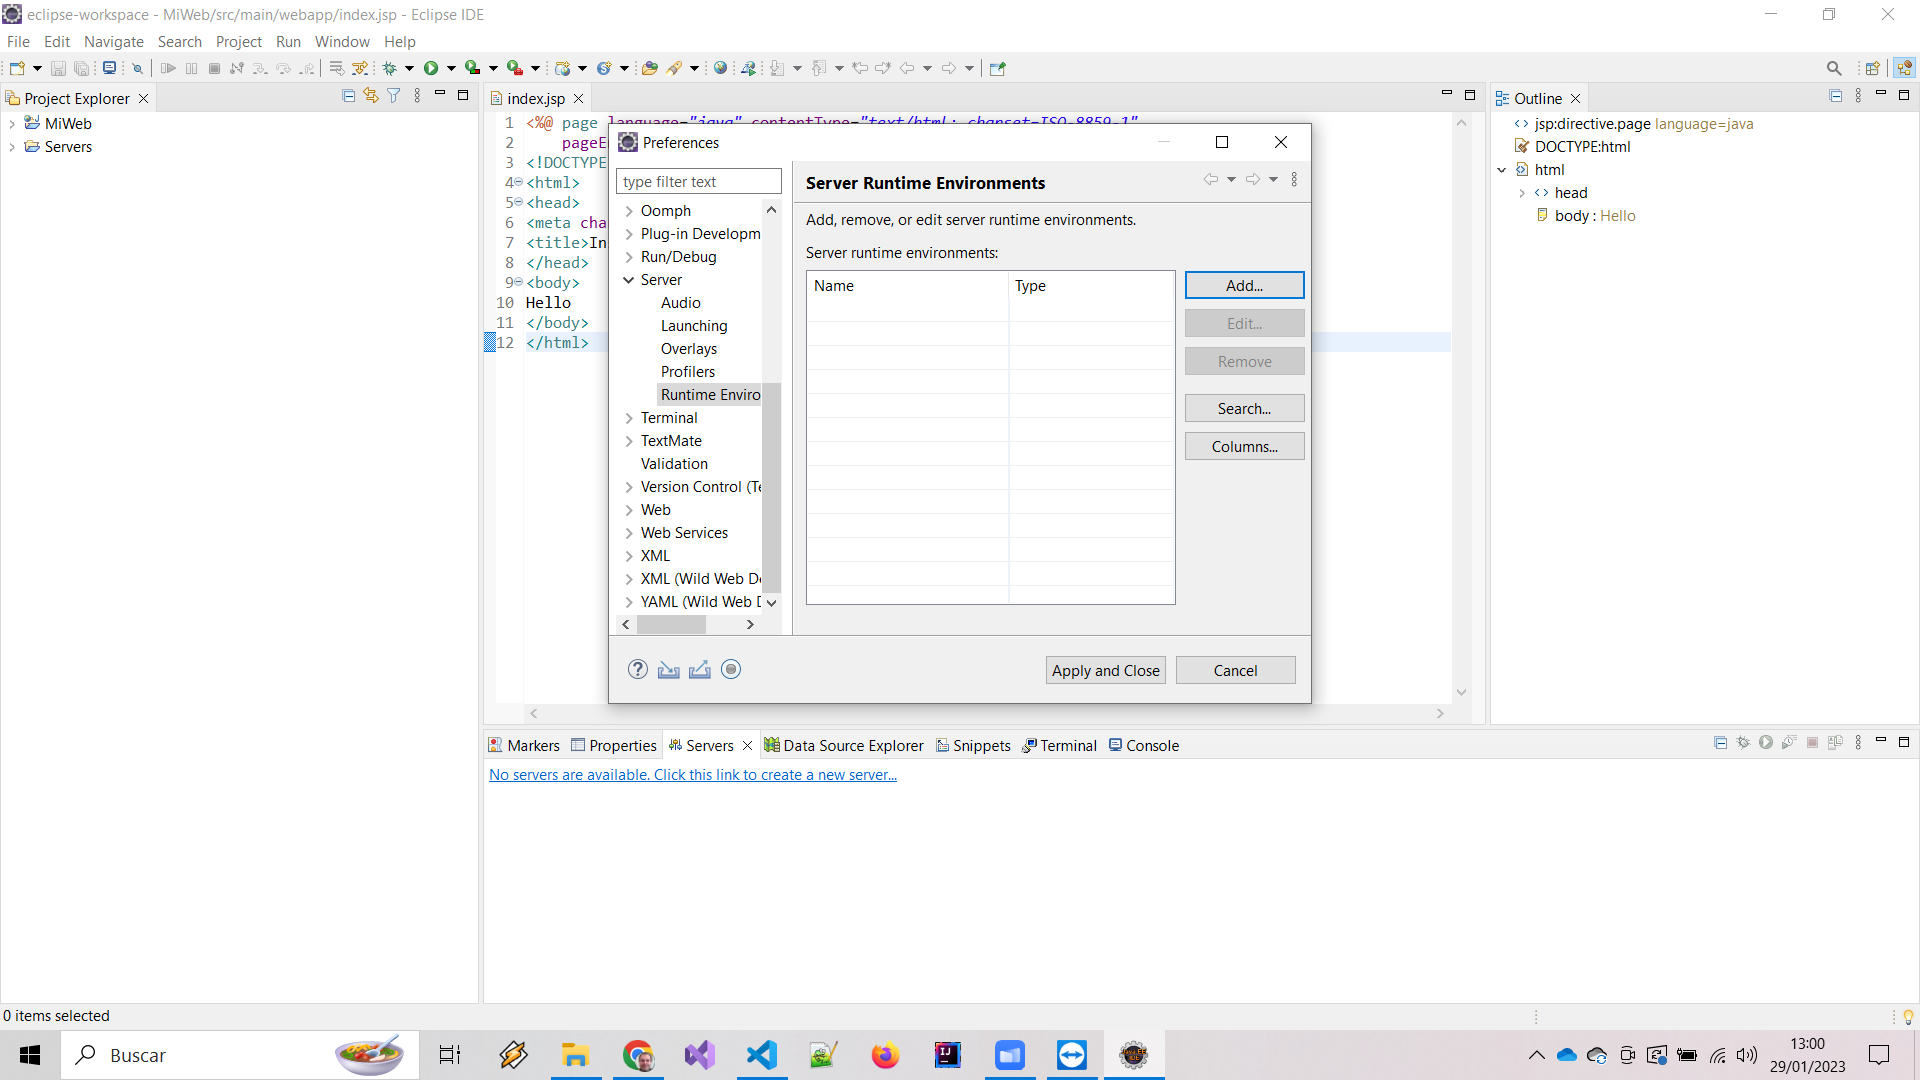 eclipse-workspace - MiWeb/src/main/webapp/index.jsp - Eclipse IDE
File Edit Navigate Search Project Run Window Help
Project Explorer
MiWeb
Servers
index.jsp
1 <%@ page language="java" contentType="text/html; charset=ISO-8859-1"
2 pageE
3 <!DOCTYPE
4 <html>
5 <head>
6 <meta cha
7 <title>In
8 </head>
9 <body>
10 Hello
11 </body>
12 </html>
Preferences
type filter text
Oomph
Plug-in Developm
Run/Debug
Server
Audio
Launching
Overlays
Profilers
Runtime Enviro
Terminal
TextMate
Validation
Version Control (Te
Web
Web Services
XML
XML (Wild Web De
YAML (Wild Web D
Server Runtime Environments
Add, remove, or edit server runtime environments.
Server runtime environments:
Name Type
Add...
Edit...
Remove
Search...
Columns...
Apply and Close Cancel
Outline
jsp:directive.page language=java
DOCTYPE:html
html
head
body : Hello
Markers Properties Servers Data Source Explorer Snippets Terminal Console
No servers are available. Click this link to create a new server...
0 items selected
Buscar
13:00
29/01/2023